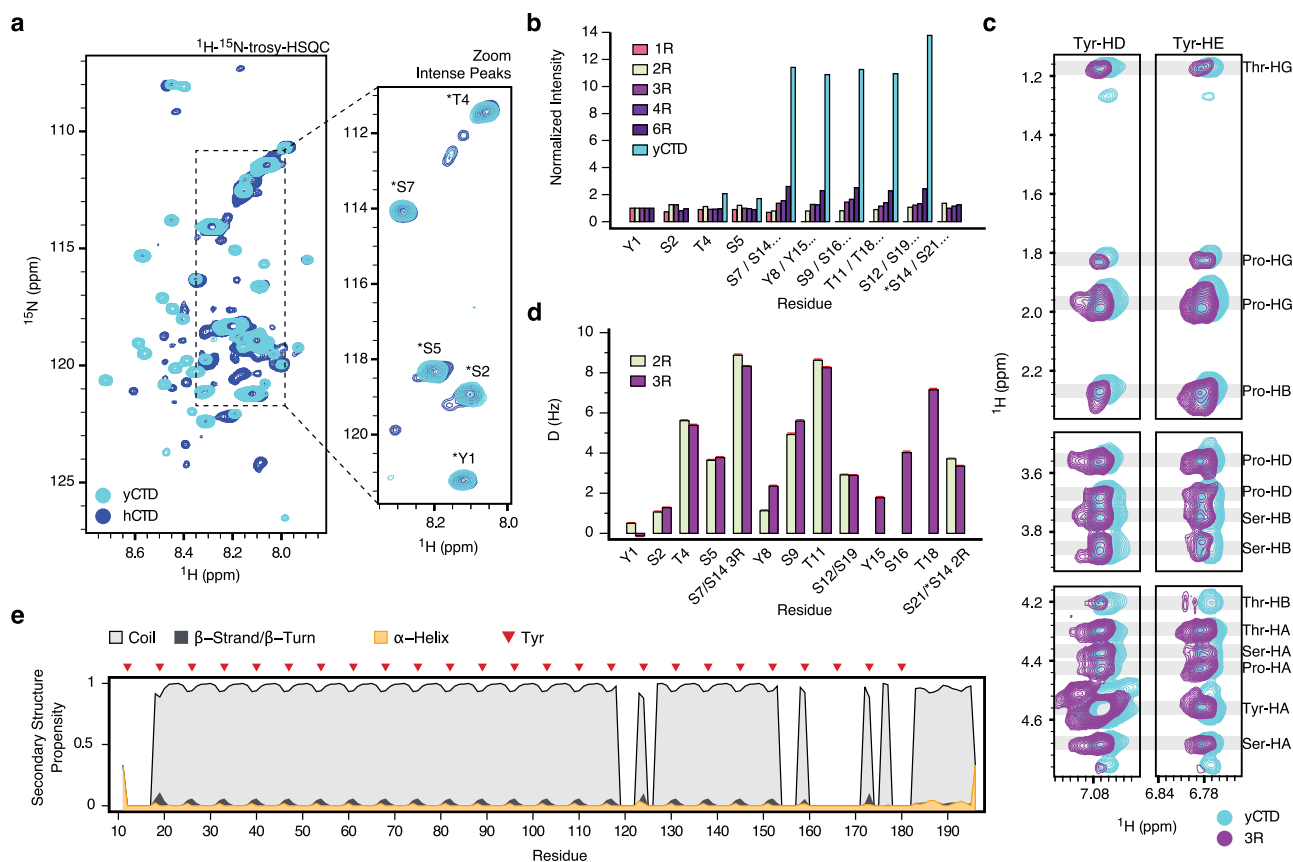 a
¹H-¹⁵N-trosy-HSQC
110
115
120
125
¹⁵N (ppm)
8.6
8.4
8.2
8.0
¹H (ppm)
yCTD
hCTD
Zoom
Intense Peaks
*T4
*S7
*S5
*S2
*Y1
112
114
116
118
120
8.2
8.0
¹H (ppm)
b
Normalized Intensity
14
12
10
8
6
4
2
0
1R
2R
3R
4R
6R
yCTD
Y1
S2
T4
S5
S7 / S14...
Y8 / Y15...
S9 / S16...
T11 / T18...
S12 / S19...
*S14 / S21...
Residue
c
Tyr-HD
Tyr-HE
1.2
1.8
2.0
2.2
3.6
3.8
4.2
4.4
4.6
¹H (ppm)
Thr-HG
Pro-HG
Pro-HG
Pro-HB
Pro-HD
Pro-HD
Ser-HB
Ser-HB
Thr-HB
Thr-HA
Ser-HA
Pro-HA
Tyr-HA
Ser-HA
7.08
6.84
6.78
¹H (ppm)
yCTD
3R
d
D (Hz)
10
8
6
4
2
0
2R
3R
Y1
S2
T4
S5
S7/S14 3R
Y8
S9
T11
S12/S19
Y15
S16
T18
S21/*S14 2R
Residue
e
Coil
β-Strand/β-Turn
α-Helix
Tyr
Secondary Structure
Propensity
1
0.5
0
10
20
30
40
50
60
70
80
90
100
110
120
130
140
150
160
170
180
190
Residue